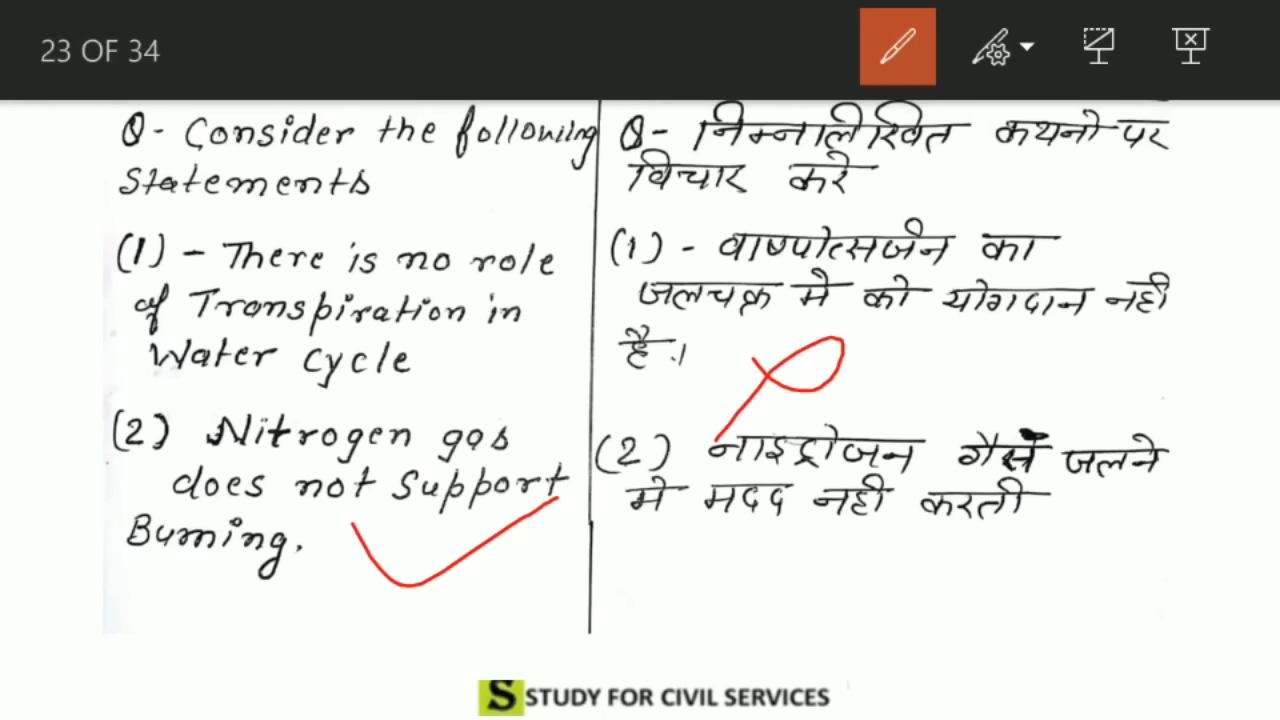 23 OF 34
Q- Consider the following
Statements
(1) - There is no role
of Transpiration in
Water Cycle
(2) Nitrogen gas
does not Support
Burning.
Q- निम्नलिखित कथनो पर
विचार करे
(1) - वाष्पोत्सर्जन का
जलचक्र मे को योगदान नही
है।
(2) नाइट्रोजन गैस जलने
मे मदद नही करती
S STUDY FOR CIVIL SERVICES